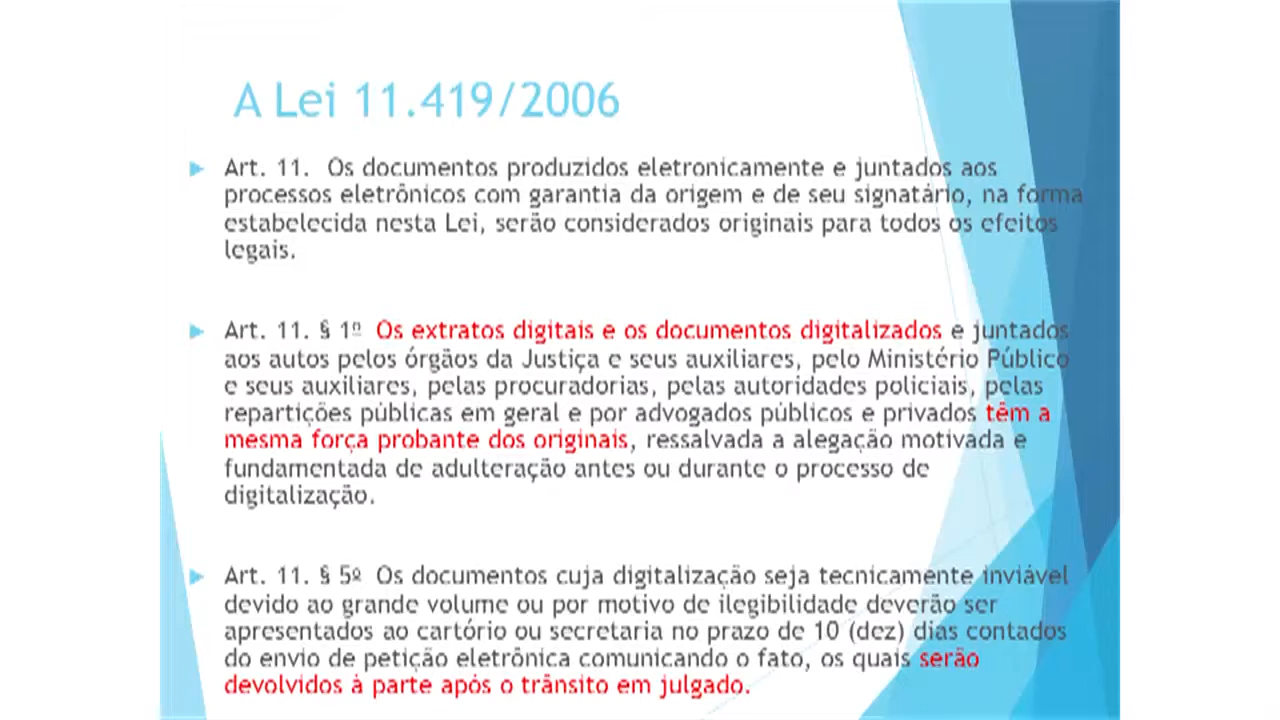 A Lei 11.419/2006
Art. 11. Os documentos produzidos eletronicamente e juntados aos
processos eletrônicos com garantia da origem e de seu signatário, na forma
estabelecida nesta Lei, serão considerados originais para todos os efeitos
legais.
Art. 11. § 1º Os extratos digitais e os documentos digitalizados e juntados
aos autos pelos órgãos da Justiça e seus auxiliares, pelo Ministério Público
e seus auxiliares, pelas procuradorias, pelas autoridades policiais, pelas
repartições públicas em geral e por advogados públicos e privados têm a
mesma força probante dos originais, ressalvada a alegação motivada e
fundamentada de adulteração antes ou durante o processo de
digitalização.
Art. 11. § 5º Os documentos cuja digitalização seja tecnicamente inviável
devido ao grande volume ou por motivo de ilegibilidade deverão ser
apresentados ao cartório ou secretaria no prazo de 10 (dez) dias contados
do envio de petição eletrônica comunicando o fato, os quais serão
devolvidos à parte após o trânsito em julgado.